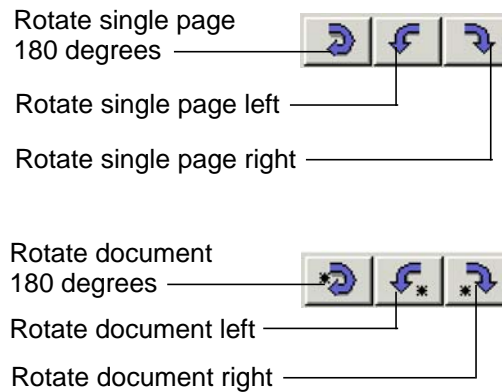 Rotate single page
180 degrees
Rotate single page left
Rotate single page right
Rotate document
180 degrees
Rotate document left
Rotate document right